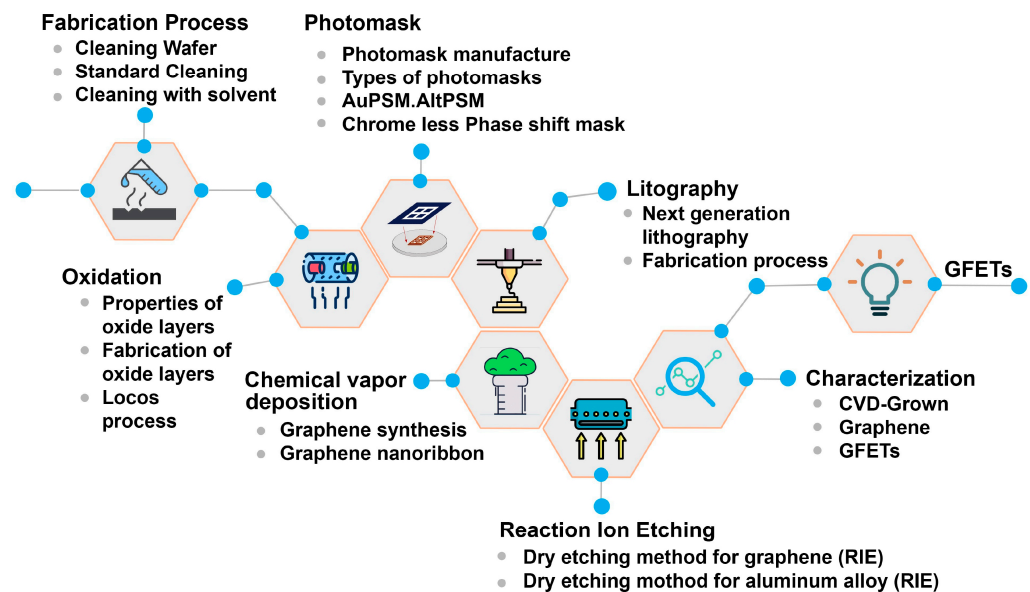 Fabrication Process
Cleaning Wafer
Standard Cleaning
Cleaning with solvent
Photomask
Photomask manufacture
Types of photomasks
AuPSM.AltPSM
Chrome less Phase shift mask
Litography
Next generation
lithography
Fabrication process
GFETs
Oxidation
Properties of
oxide layers
Fabrication of
oxide layers
Locos
process
Chemical vapor
deposition
Graphene synthesis
Graphene nanoribbon
Characterization
CVD-Grown
Graphene
GFETs
Reaction Ion Etching
Dry etching method for graphene (RIE)
Dry etching mothod for aluminum alloy (RIE)